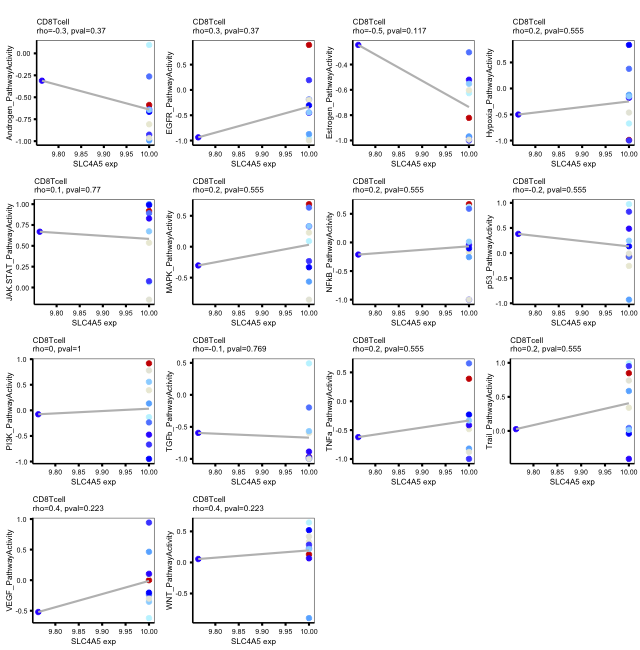 CD8Tcell
rho=-0.3, pval=0.37
Androgen_PathwayActivity
0.00
-0.25
-0.50
-0.75
-1.00
9.80 9.85 9.90 9.95 10.00
SLC4A5 exp
CD8Tcell
rho=0.3, pval=0.37
EGFR_PathwayActivity
0.5
0.0
-0.5
-1.0
9.80 9.85 9.90 9.95 10.00
SLC4A5 exp
CD8Tcell
rho=-0.5, pval=0.117
Estrogen_PathwayActivity
-0.4
-0.6
-0.8
-1.0
9.80 9.85 9.90 9.95 10.00
SLC4A5 exp
CD8Tcell
rho=0.2, pval=0.555
Hypoxia_PathwayActivity
0.5
0.0
-0.5
-1.0
9.80 9.85 9.90 9.95 10.00
SLC4A5 exp
CD8Tcell
rho=0.1, pval=0.77
JAK.STAT_PathwayActivity
1.00
0.75
0.50
0.25
0.00
9.80 9.85 9.90 9.95 10.00
SLC4A5 exp
CD8Tcell
rho=0.2, pval=0.555
MAPK_PathwayActivity
0.5
0.0
-0.5
9.80 9.85 9.90 9.95 10.00
SLC4A5 exp
CD8Tcell
rho=0.2, pval=0.555
NFkB_PathwayActivity
0.5
0.0
-0.5
-1.0
9.80 9.85 9.90 9.95 10.00
SLC4A5 exp
CD8Tcell
rho=-0.2, pval=0.555
p53_PathwayActivity
1.0
0.5
0.0
-0.5
-1.0
9.80 9.85 9.90 9.95 10.00
SLC4A5 exp
CD8Tcell
rho=0, pval=1
PI3K_PathwayActivity
1.0
0.5
0.0
-0.5
-1.0
9.80 9.85 9.90 9.95 10.00
SLC4A5 exp
CD8Tcell
rho=-0.1, pval=0.769
TGFb_PathwayActivity
0.5
0.0
-0.5
-1.0
9.80 9.85 9.90 9.95 10.00
SLC4A5 exp
CD8Tcell
rho=0.2, pval=0.555
TNFa_PathwayActivity
0.5
0.0
-0.5
-1.0
9.80 9.85 9.90 9.95 10.00
SLC4A5 exp
CD8Tcell
rho=0.2, pval=0.555
Trail_PathwayActivity
1.0
0.5
0.0
9.80 9.85 9.90 9.95 10.00
SLC4A5 exp
CD8Tcell
rho=0.4, pval=0.223
VEGF_PathwayActivity
1.0
0.5
0.0
-0.5
9.80 9.85 9.90 9.95 10.00
SLC4A5 exp
CD8Tcell
rho=0.4, pval=0.223
WNT_PathwayActivity
0.5
0.0
-0.5
9.80 9.85 9.90 9.95 10.00
SLC4A5 exp